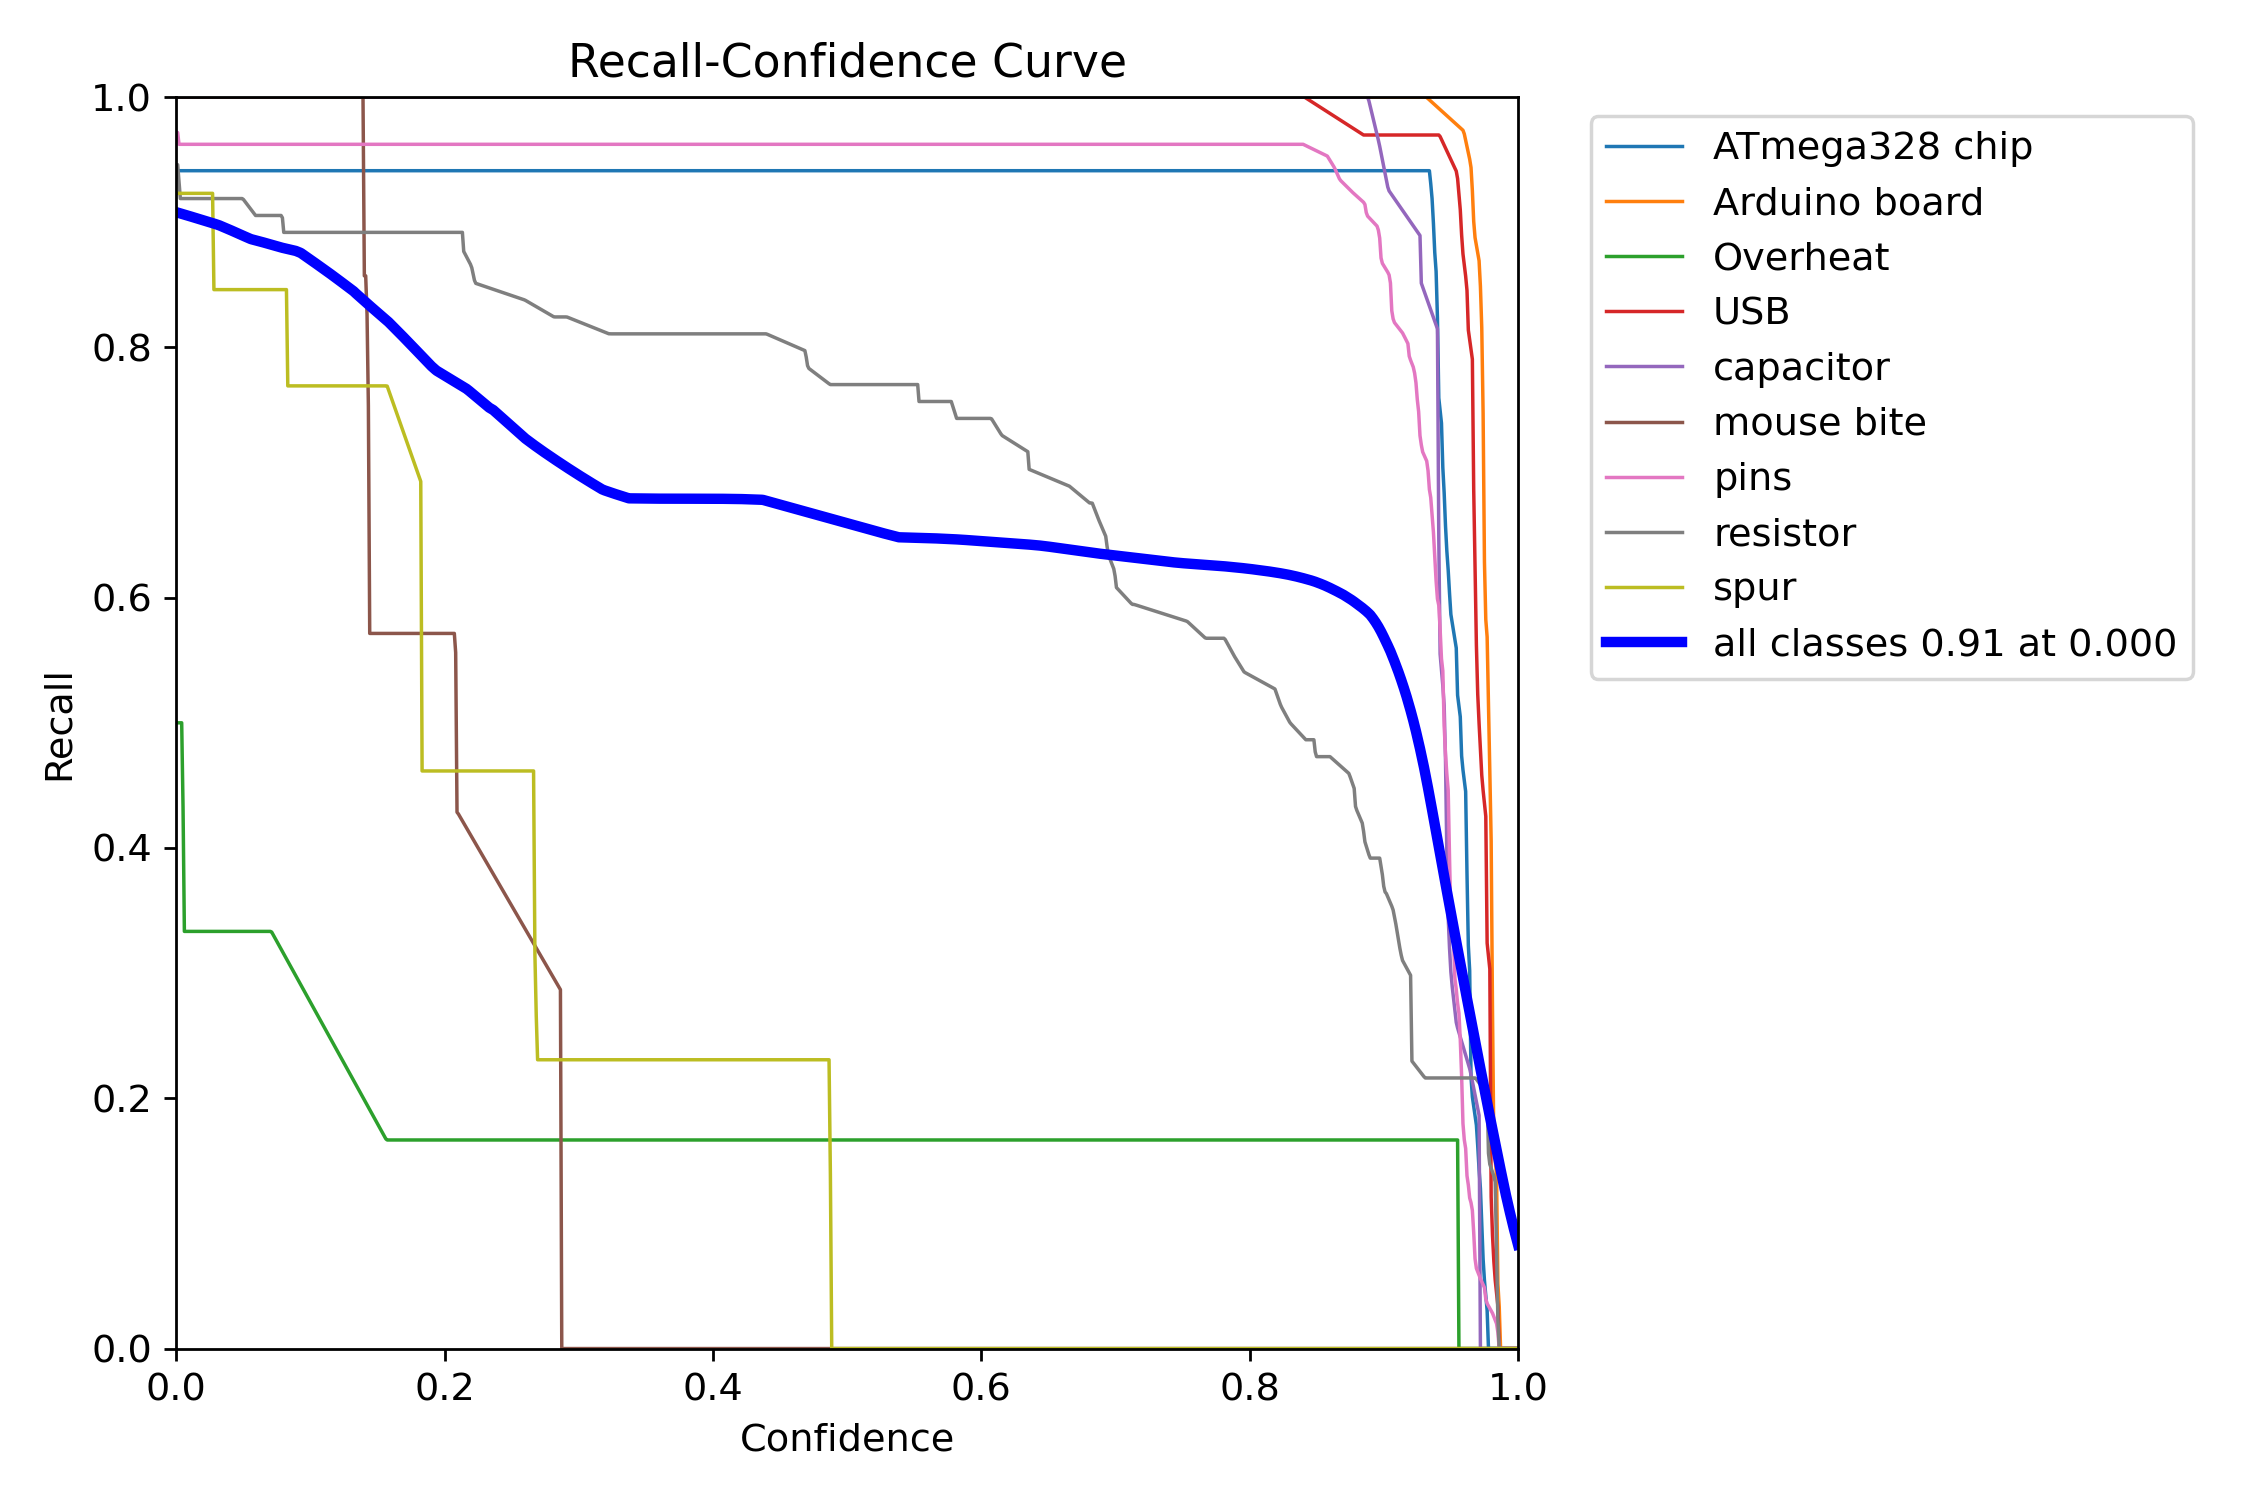 Recall-Confidence Curve
1.0
0.8
0.6
0.4
0.2
0.0
Recall
0.0 0.2 0.4 0.6 0.8 1.0
Confidence
ATmega328 chip
Arduino board
Overheat
USB
capacitor
mouse bite
pins
resistor
spur
all classes 0.91 at 0.000